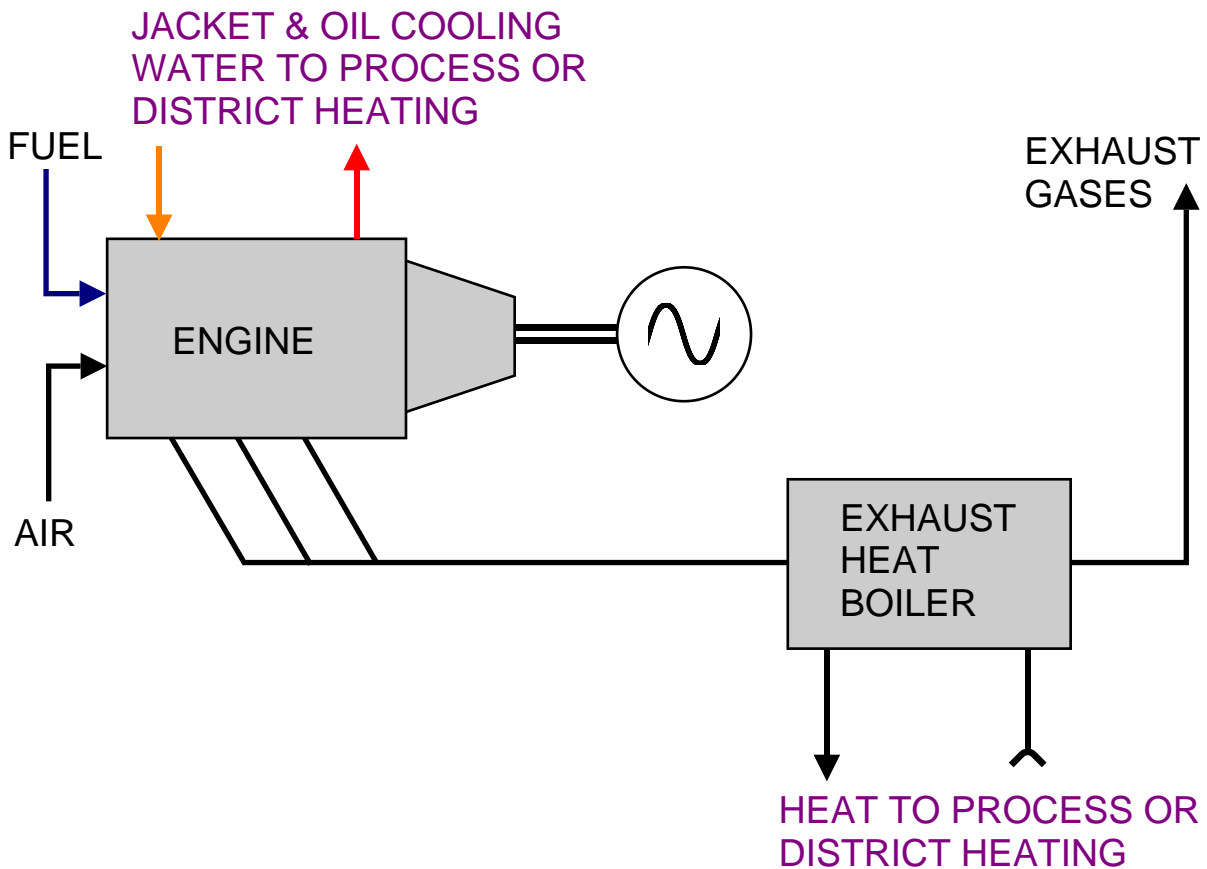 JACKET & OIL COOLING
WATER TO PROCESS OR
DISTRICT HEATING
FUEL
EXHAUST
GASES
ENGINE
AIR
EXHAUST
HEAT
BOILER
HEAT TO PROCESS OR
DISTRICT HEATING